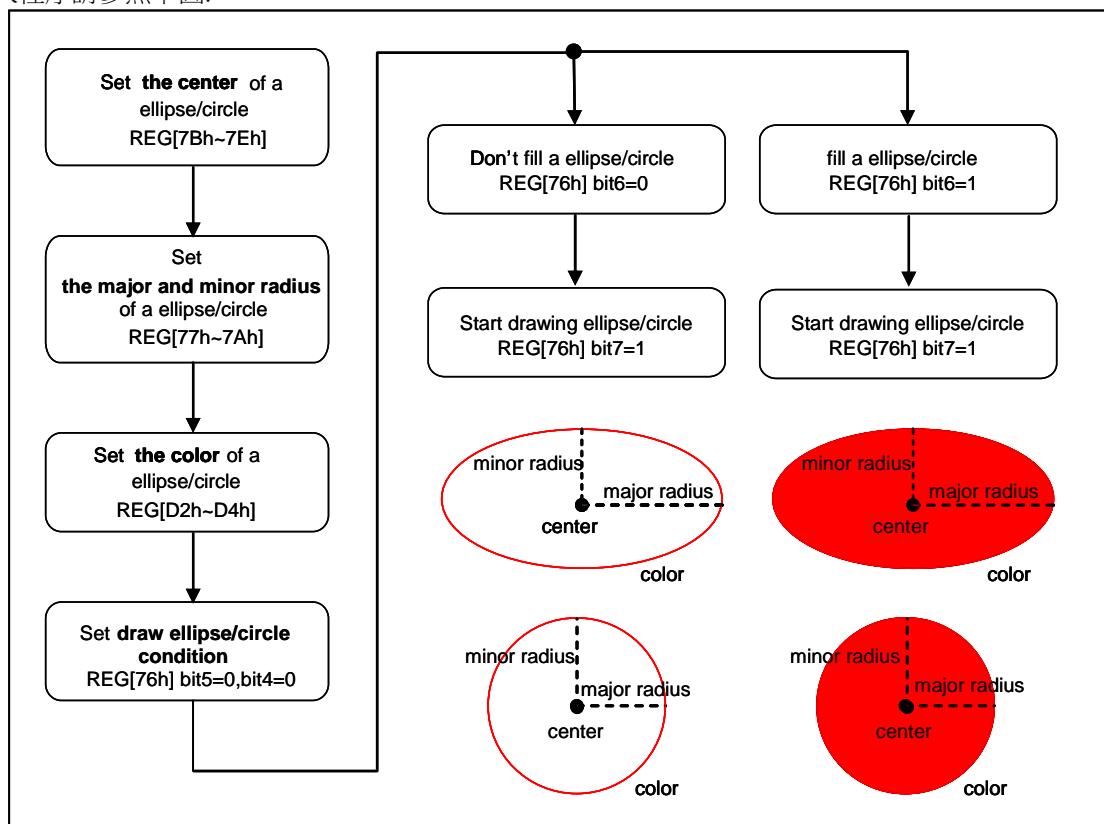 Set the center of a
ellipse/circle
REG[7Bh~7Eh]
Set
the major and minor radius
of a ellipse/circle
REG[77h~7Ah]
Set the color of a
ellipse/circle
REG[D2h~D4h]
Set draw ellipse/circle
condition
REG[76h] bit5=0,bit4=0
Don't fill a ellipse/circle
REG[76h] bit6=0
Start drawing ellipse/circle
REG[76h] bit7=1
fill a ellipse/circle
REG[76h] bit6=1
Start drawing ellipse/circle
REG[76h] bit7=1
minor radius
major radius
center
color
minor radius
major radius
center
color
minor radius
major radius
center
color
minor radius
major radius
center
color